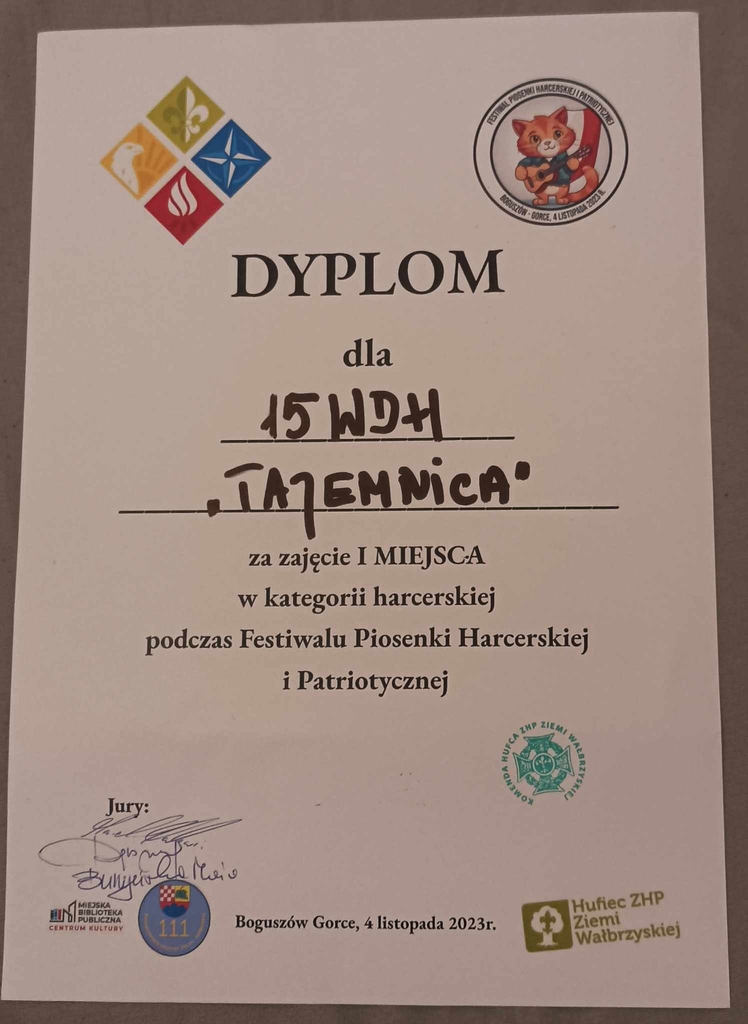 FESTIWAL PIOSENKI HARCERSKIEJ I PATRIOTYCZNEJ
BOGUSZÓW - GORCE, 4 LISTOPADA 2023 R.
DYPLOM
dla
15 WDH
„TAJEMNICA"
za zajęcie I MIEJSCA
w kategorii harcerskiej
podczas Festiwalu Piosenki Harcerskiej
i Patriotycznej
KOMENDA HUFCA ZHP ZIEMI WAŁBRZYSKIEJ
Jury:
MIEJSKA
BIBLIOTEKA
PUBLICZNA
CENTRUM KULTURY
111
Boguszów Gorce, 4 listopada 2023r.
Hufiec ZHP
Ziemi
Wałbrzyskiej